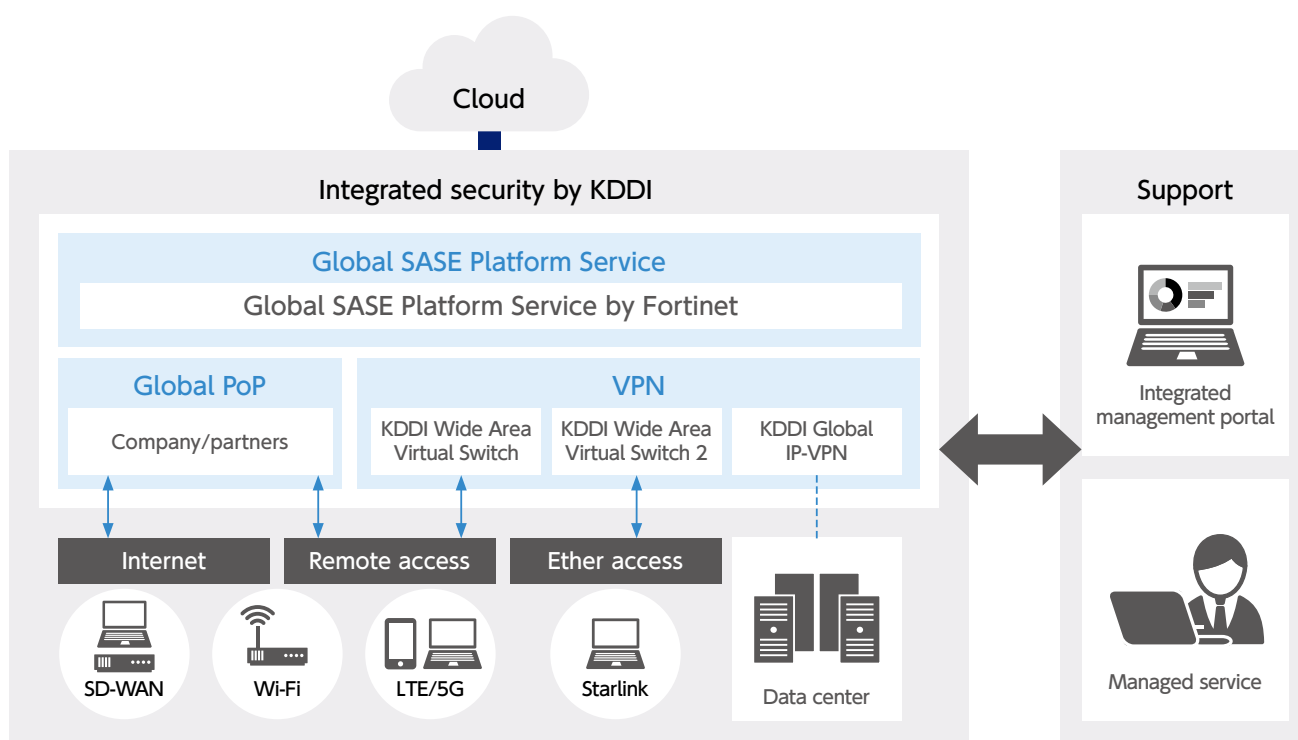 Cloud
Integrated security by KDDI
Global SASE Platform Service
Global SASE Platform Service by Fortinet
Global PoP
Company/partners
VPN
KDDI Wide Area
Virtual Switch
KDDI Wide Area
Virtual Switch 2
KDDI Global
IP-VPN
Internet
Remote access
Ether access
SD-WAN
Wi-Fi
LTE/5G
Starlink
Data center
Support
Integrated
management portal
Managed service